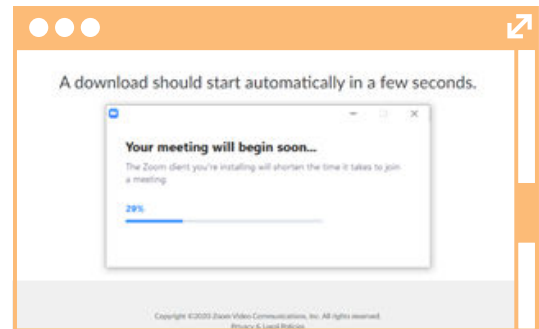 A download should start automatically in a few seconds.
Your meeting will begin soon...
The Zoom client you're installing will shorten the time it takes to join
a meeting.
29%
Copyright ©2020 Zoom Video Communications, Inc. All rights reserved.
Privacy & Legal Policies